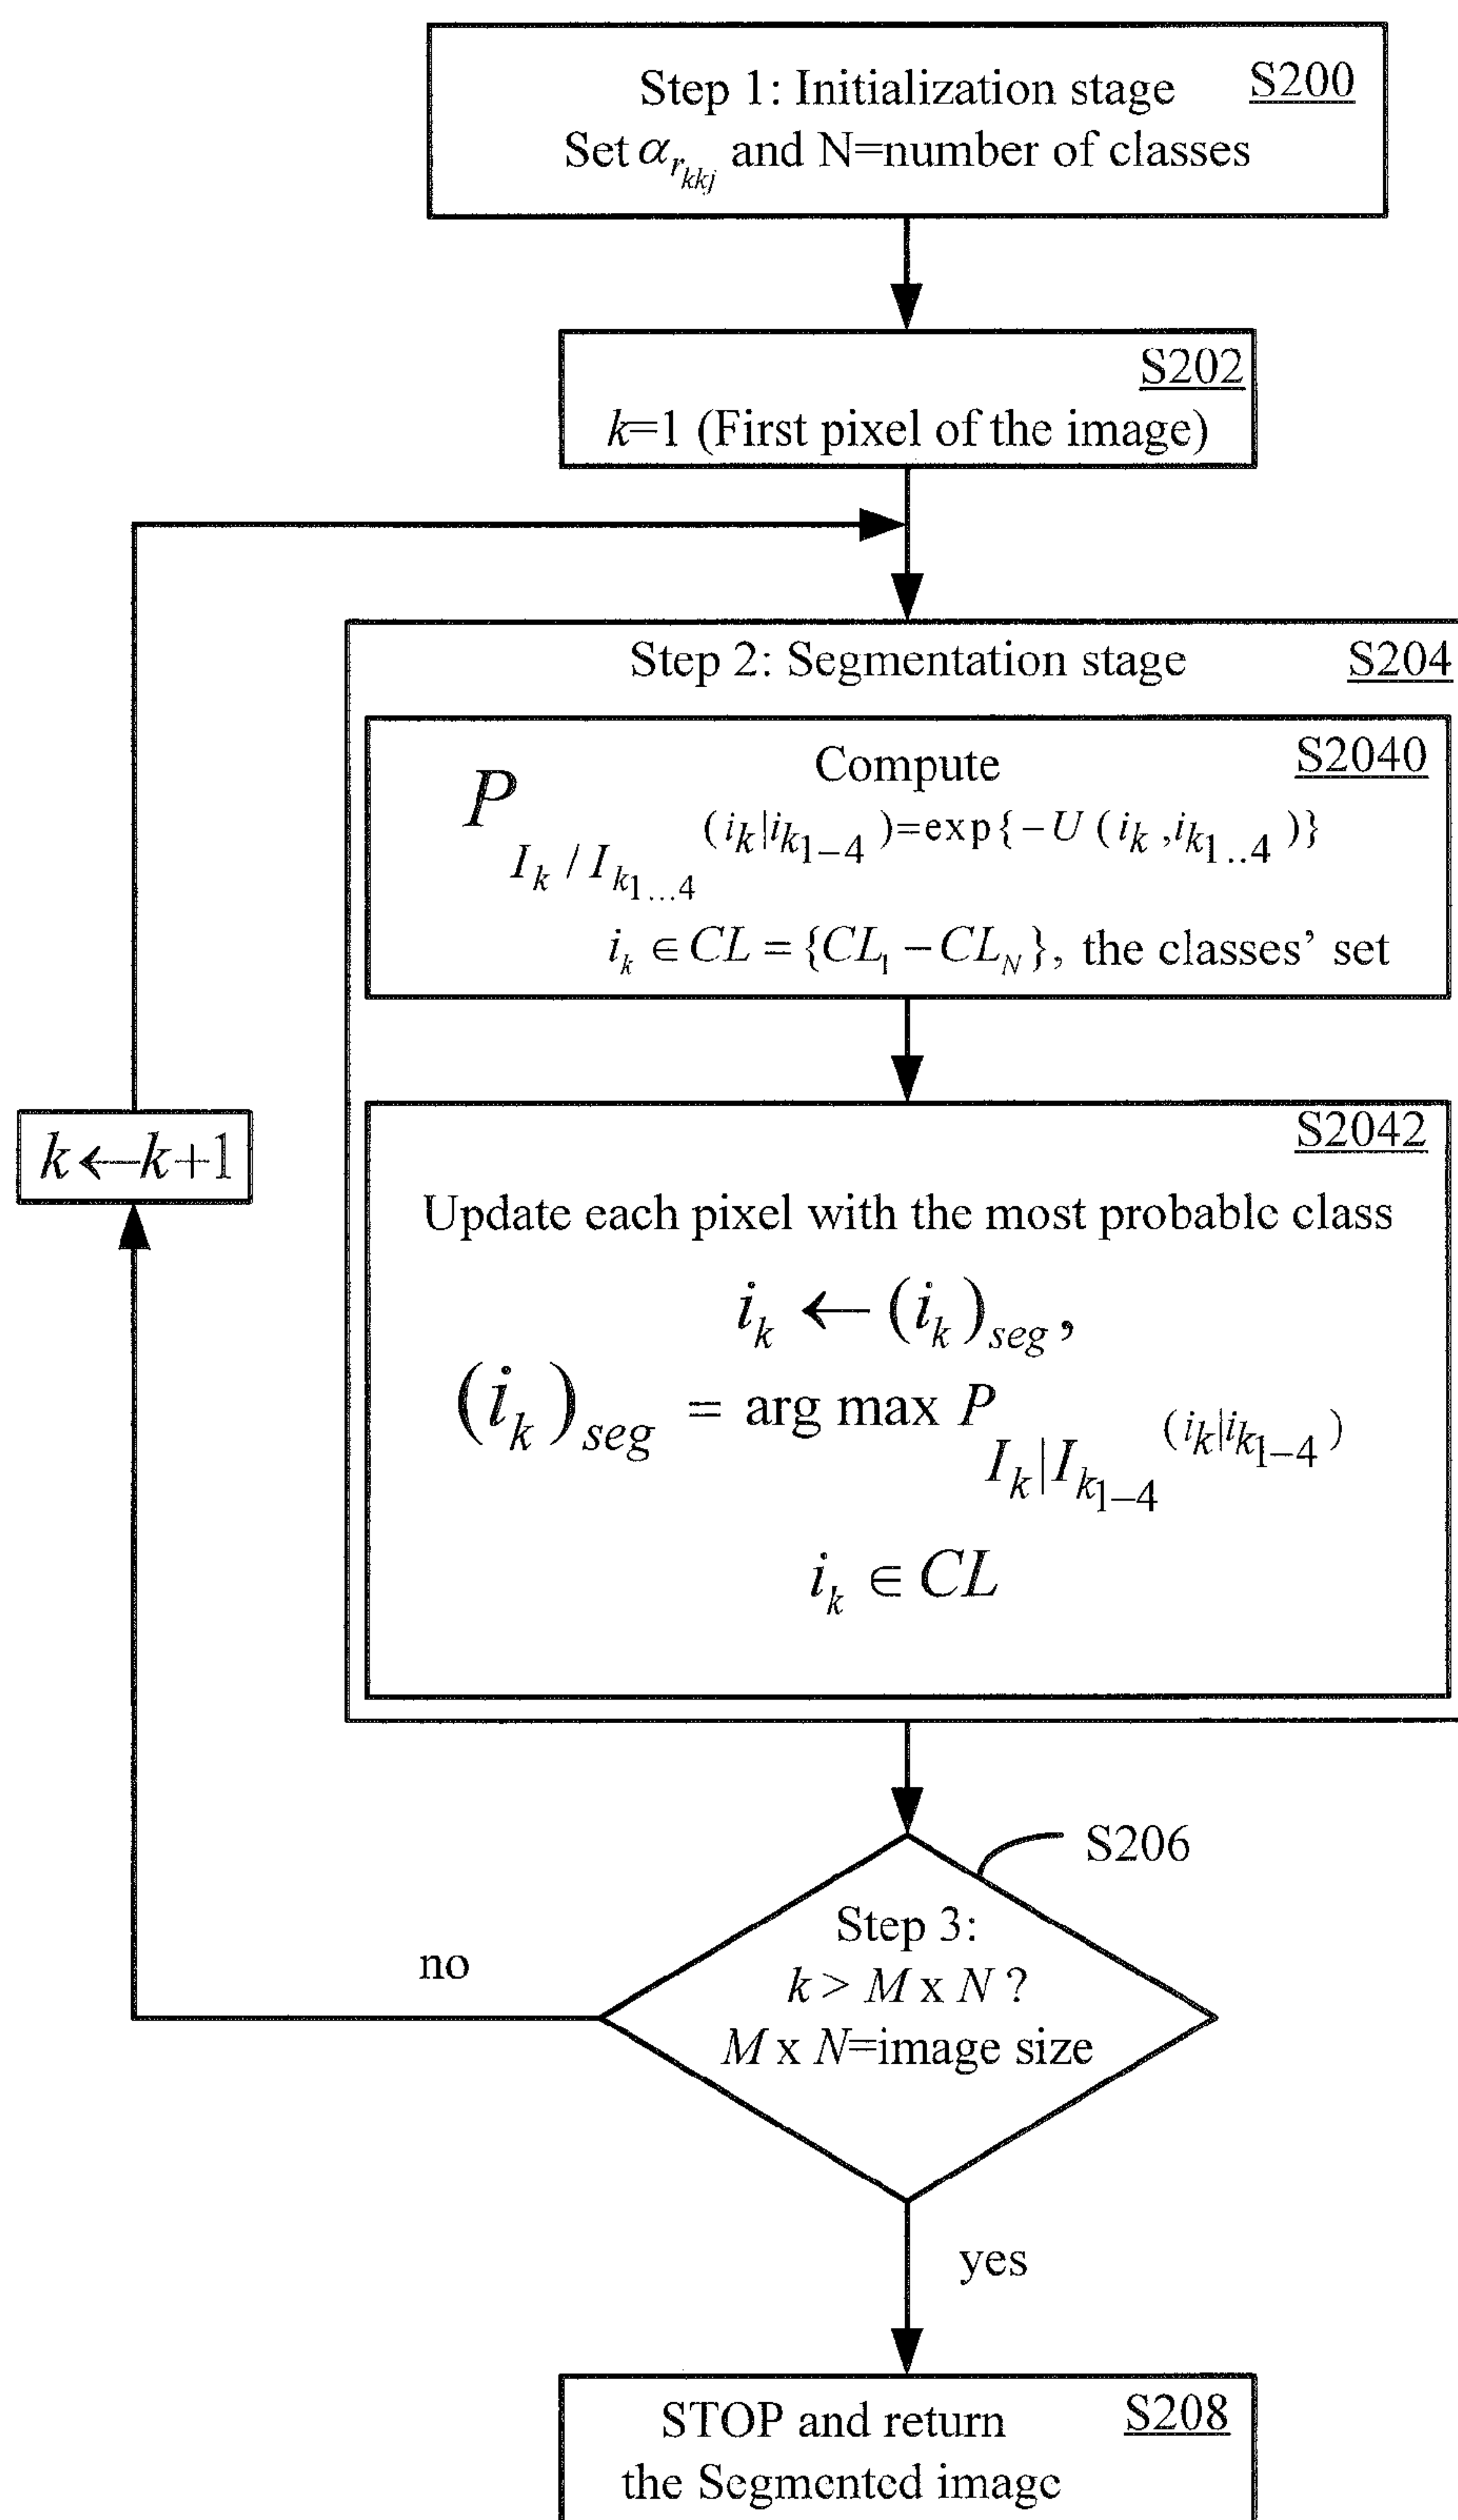 Step 1: Initialization stage S200
Set α_{r_{kkj}} and N=number of classes
S202
k=1 (First pixel of the image)
Step 2: Segmentation stage S204
Compute S2040
P_{I_k / I_{k_{1...4}}}(i_k|i_{k_{1-4}})=exp{-U(i_k,i_{k_{1..4}})}
i_k ∈ CL = {CL_1 - CL_N}, the classes' set
S2042
k←k+1
Update each pixel with the most probable class
i_k ← (i_k)_{seg},
(i_k)_{seg} = arg max P_{I_k|I_{k_{1-4}}}(i_k|i_{k_{1-4}})
i_k ∈ CL
S206
Step 3:
no
k > M x N ?
M x N=image size
yes
STOP and return S208
the Segmented image